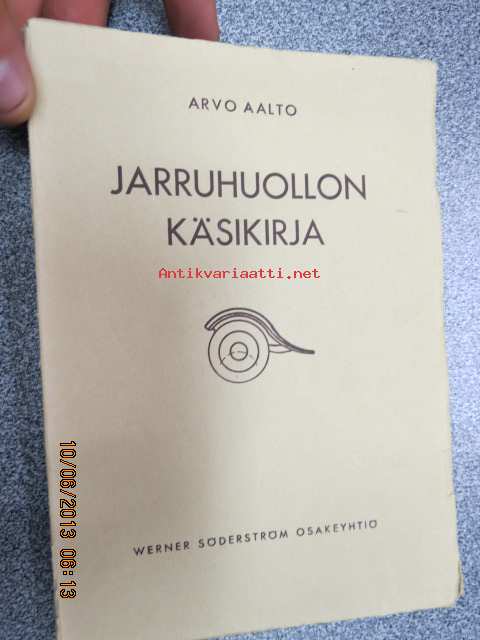 ARVO AALTO
JARRUHUOLLON
KÄSIKIRJA
Antikvariaatti.net
WERNER SÖDERSTRÖM OSAKEYHTIÖ
10/06/2013 06:13